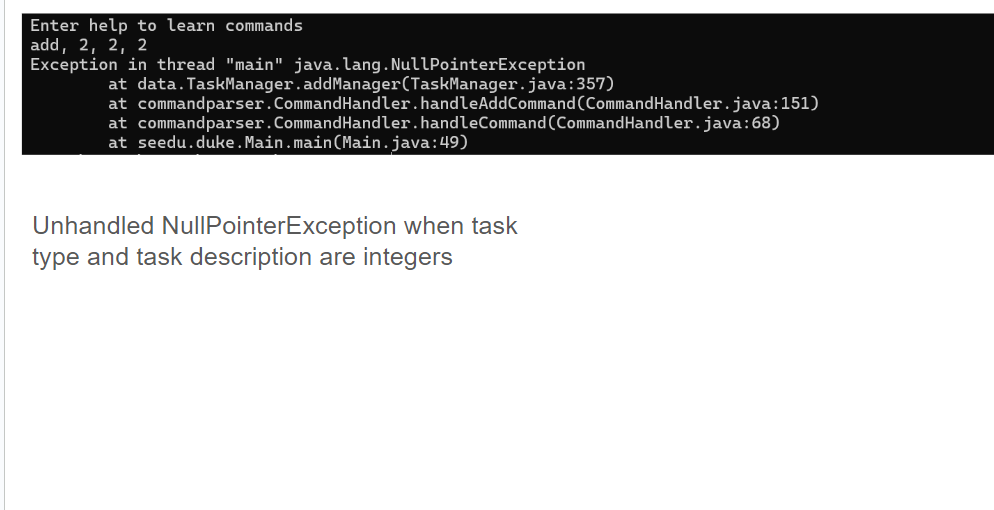 Enter help to learn commands
add, 2, 2, 2
Exception in thread "main" java.lang.NullPointerException
at data.TaskManager.addManager(TaskManager.java:357)
at commandparser.CommandHandler.handleAddCommand(CommandHandler.java:151)
at commandparser.CommandHandler.handleCommand(CommandHandler.java:68)
at seedu.duke.Main.main(Main.java:49)
Unhandled NullPointerException when task
type and task description are integers